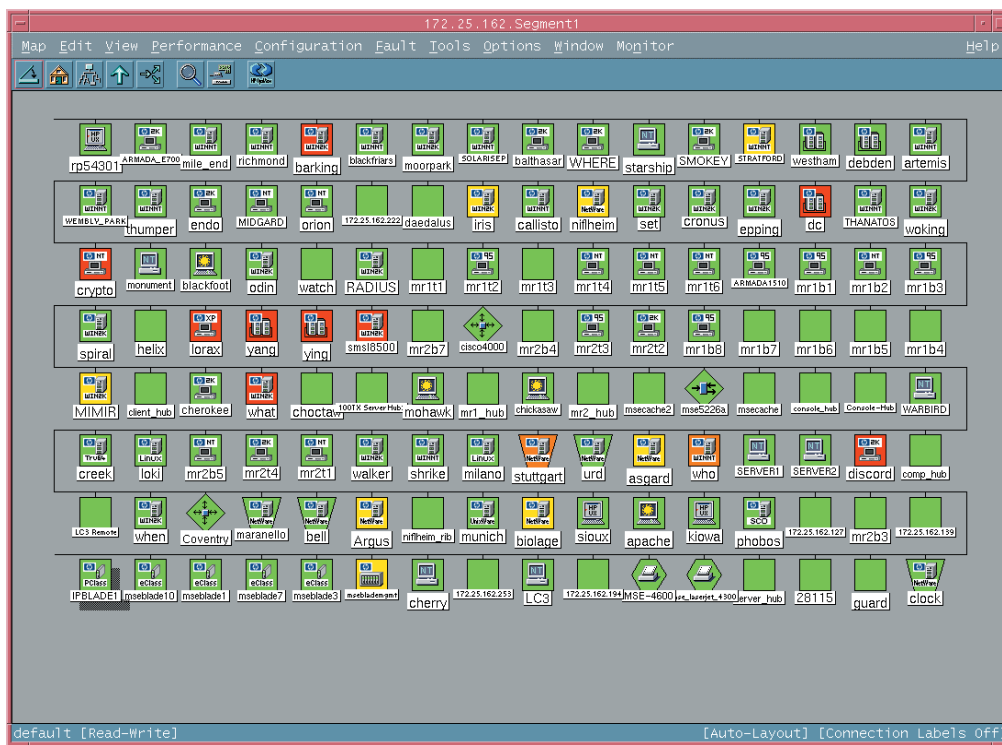 172.25.162.Segment1
Map Edit View Performance Configuration Fault Tools Options Window Monitor Help
rp54301 ARMADA_E700 mile_end richmond barking blackfriars moorpark SOLARISEP balthasar WHERE starship SMOKEY STRATFORD westham debden artemis
WEMBLY_PARK thumper endo MIDGARD orion 172.25.162.222 daedalus iris callisto niflheim set cronus epping dc THANATOS woking
crypto monument blackfoot odin watch RADIUS mr1t1 mr1t2 mr1t3 mr1t4 mr1t5 mr1t6 ARMADA1510 mr1b1 mr1b2 mr1b3
spiral helix lorax yang ying smsl8500 mr2b7 cisco4000 mr2b4 mr2t3 mr2t2 mr1b8 mr1b7 mr1b6 mr1b5 mr1b4
MIMIR client_hub cherokee what choctaw 100TX Server Hub mohawk mr1_hub chickasaw mr2_hub msecache2 mse5226a msecache console_hub Console-Hub WARBIRD
creek loki mr2b5 mr2t4 mr2t1 walker shrike milano stuttgart urd asgard who SERVER1 SERVER2 discord comp_hub
LC3 Remote when Coventry maranello bell Argus niflheim_rib munich biolage sioux apache kiowa phobos 172.25.162.127 mr2b3 172.25.162.139
IPBLADE1 mseblade10 mseblade1 mseblade7 mseblade3 msebladengmt cherry 172.25.162.253 LC3 172.25.162.194 MSE-4600 se_laserjet_4300 erver_hub 28115 guard clock
default [Read-Write] [Auto-Layout] [Connection Labels Off]